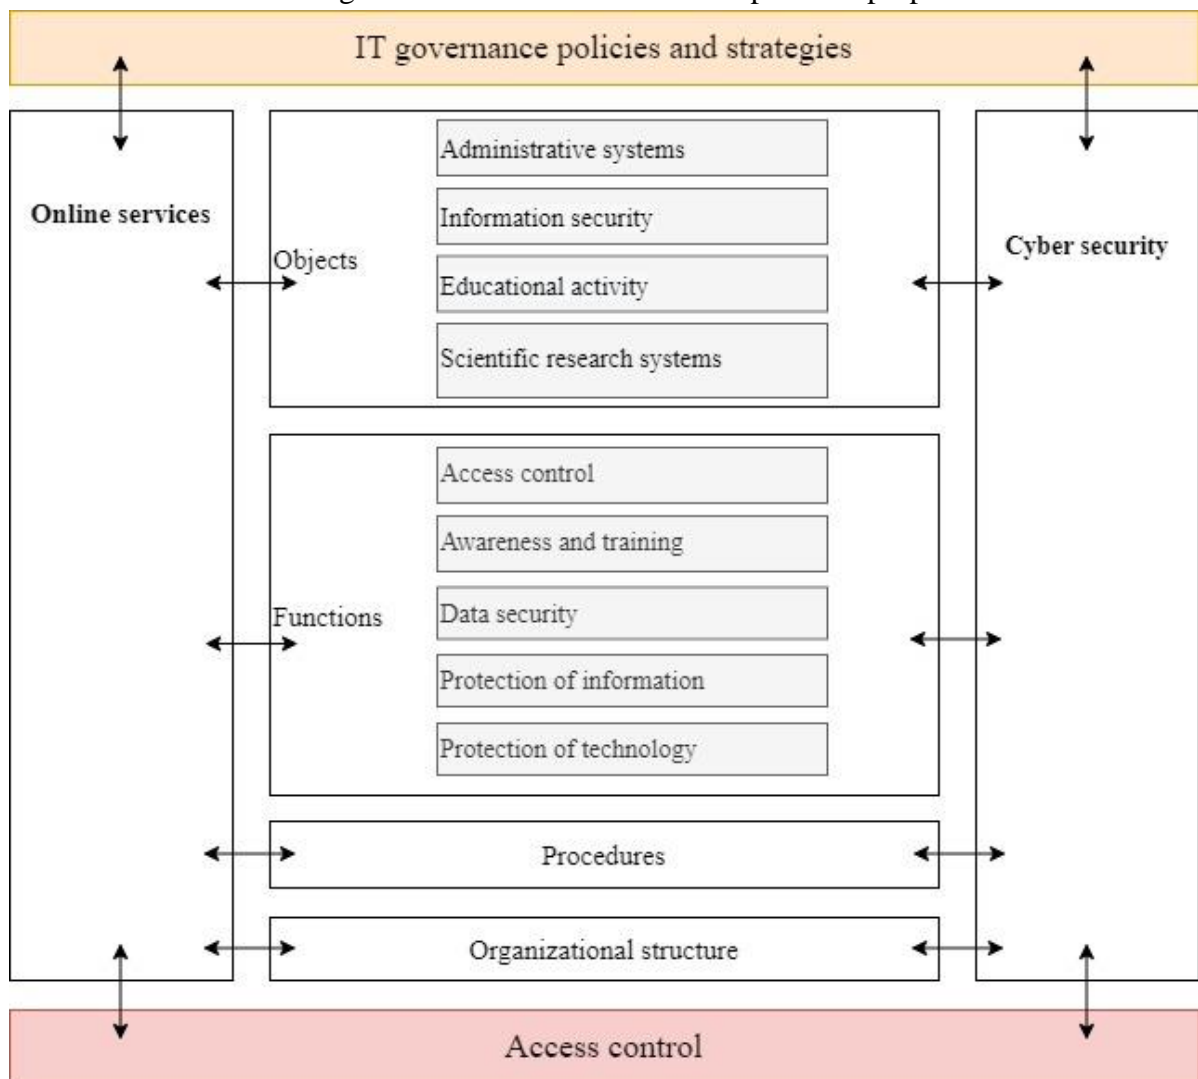 IT governance policies and strategies
Online services
Objects
Administrative systems
Information security
Educational activity
Scientific research systems
Cyber security
Functions
Access control
Awareness and training
Data security
Protection of information
Protection of technology
Procedures
Organizational structure
Access control